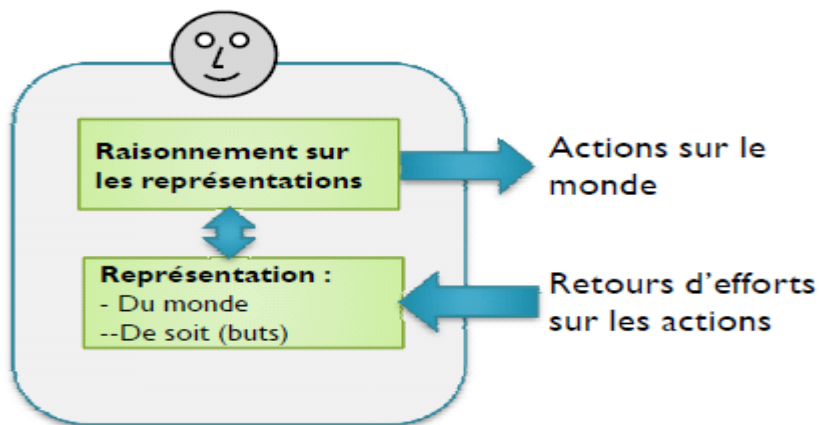 Raisonnement sur
les représentations
Actions sur le
monde
Représentation :
- Du monde
--De soit (buts)
Retours d’efforts
sur les actions